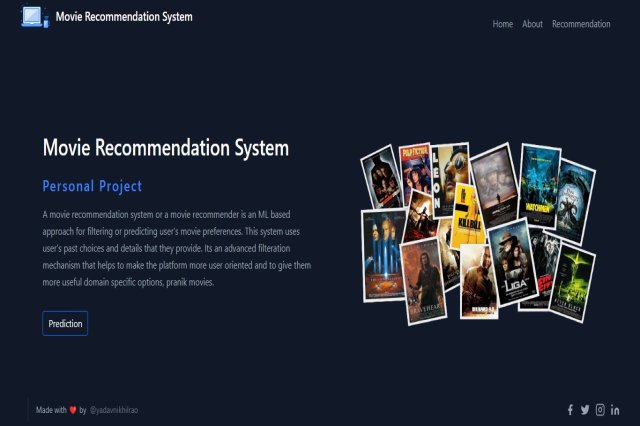 Movie Recommendation System
Home About Recommendation
Movie Recommendation System
Personal Project
A movie recommendation system or a movie recommender is an ML based
approach for filtering or predicting user's movie preferences. This system uses
user's past choices and details that they provide. Its an advanced filteration
mechanism that helps to make the platform more user oriented and to give them
more useful domain specific options, pranik movies.
PULP FICTION
LEON
WATCHMEN
KILL BILL
BRAVEHEART
LIGA
Prediction
Made with ❤ by @yadavnikhilrao